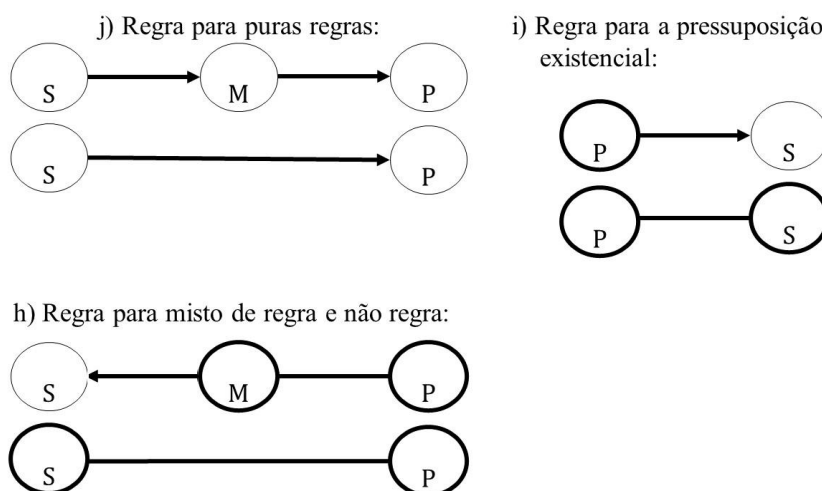 j) Regra para puras regras:
S M P
S P
i) Regra para a pressuposição
existencial:
P S
P S
h) Regra para misto de regra e não regra:
S M P
S P